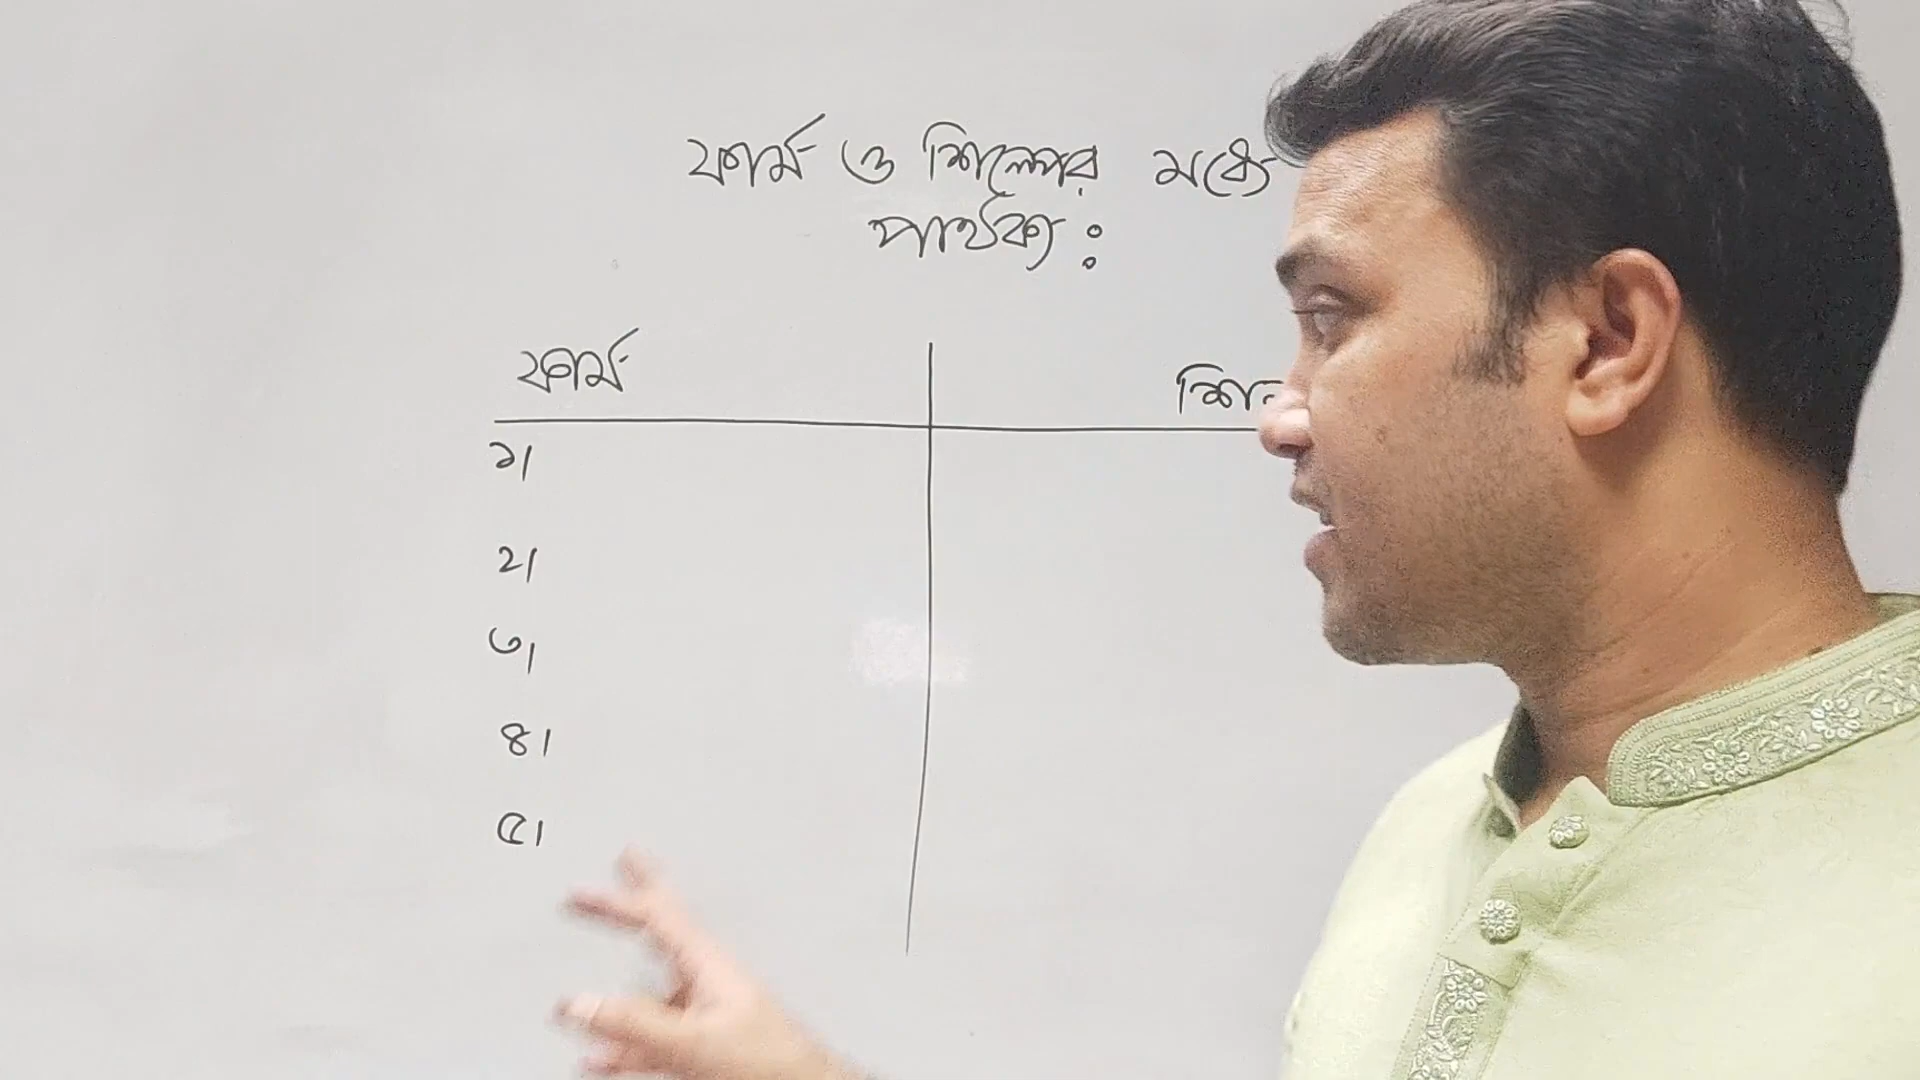 ফার্ম ও শিল্পের মধ্যে
পার্থক্য :
ফার্ম
১।
২।
৩।
৪।
৫।